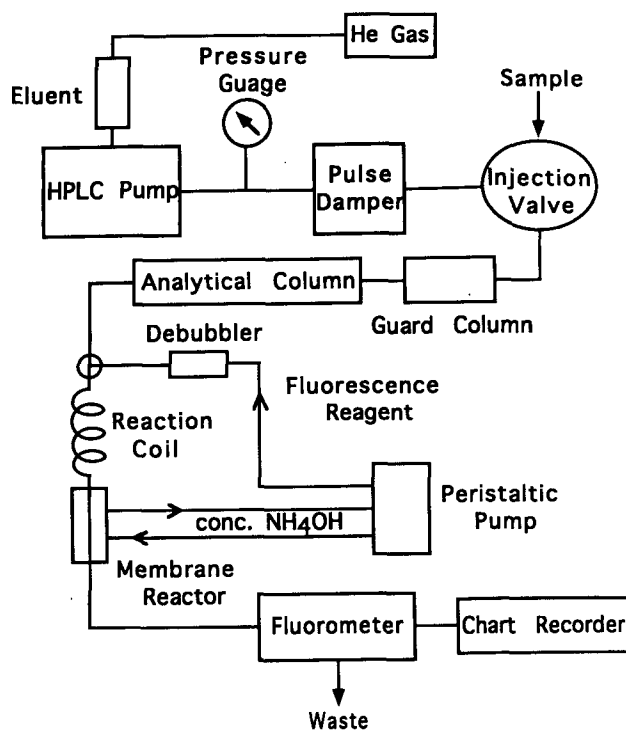 He Gas
Pressure
Guage
Eluent
Sample
HPLC Pump
Pulse
Damper
Injection
Valve
Analytical Column
Guard Column
Debubbler
Fluorescence
Reagent
Reaction
Coil
Peristaltic
Pump
conc. NH4OH
Membrane
Reactor
Fluorometer
Chart Recorder
Waste